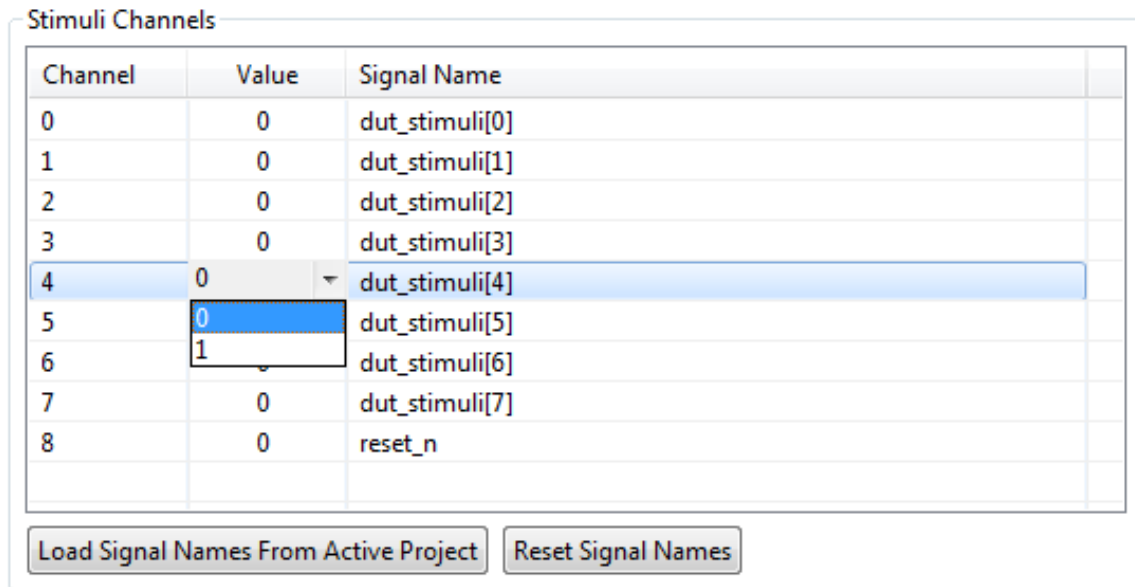 Stimuli Channels
Channel Value Signal Name
0 0 dut_stimuli[0]
1 0 dut_stimuli[1]
2 0 dut_stimuli[2]
3 0 dut_stimuli[3]
4 0 dut_stimuli[4]
5 0 dut_stimuli[5]
1
6 dut_stimuli[6]
7 0 dut_stimuli[7]
8 0 reset_n
Load Signal Names From Active Project Reset Signal Names